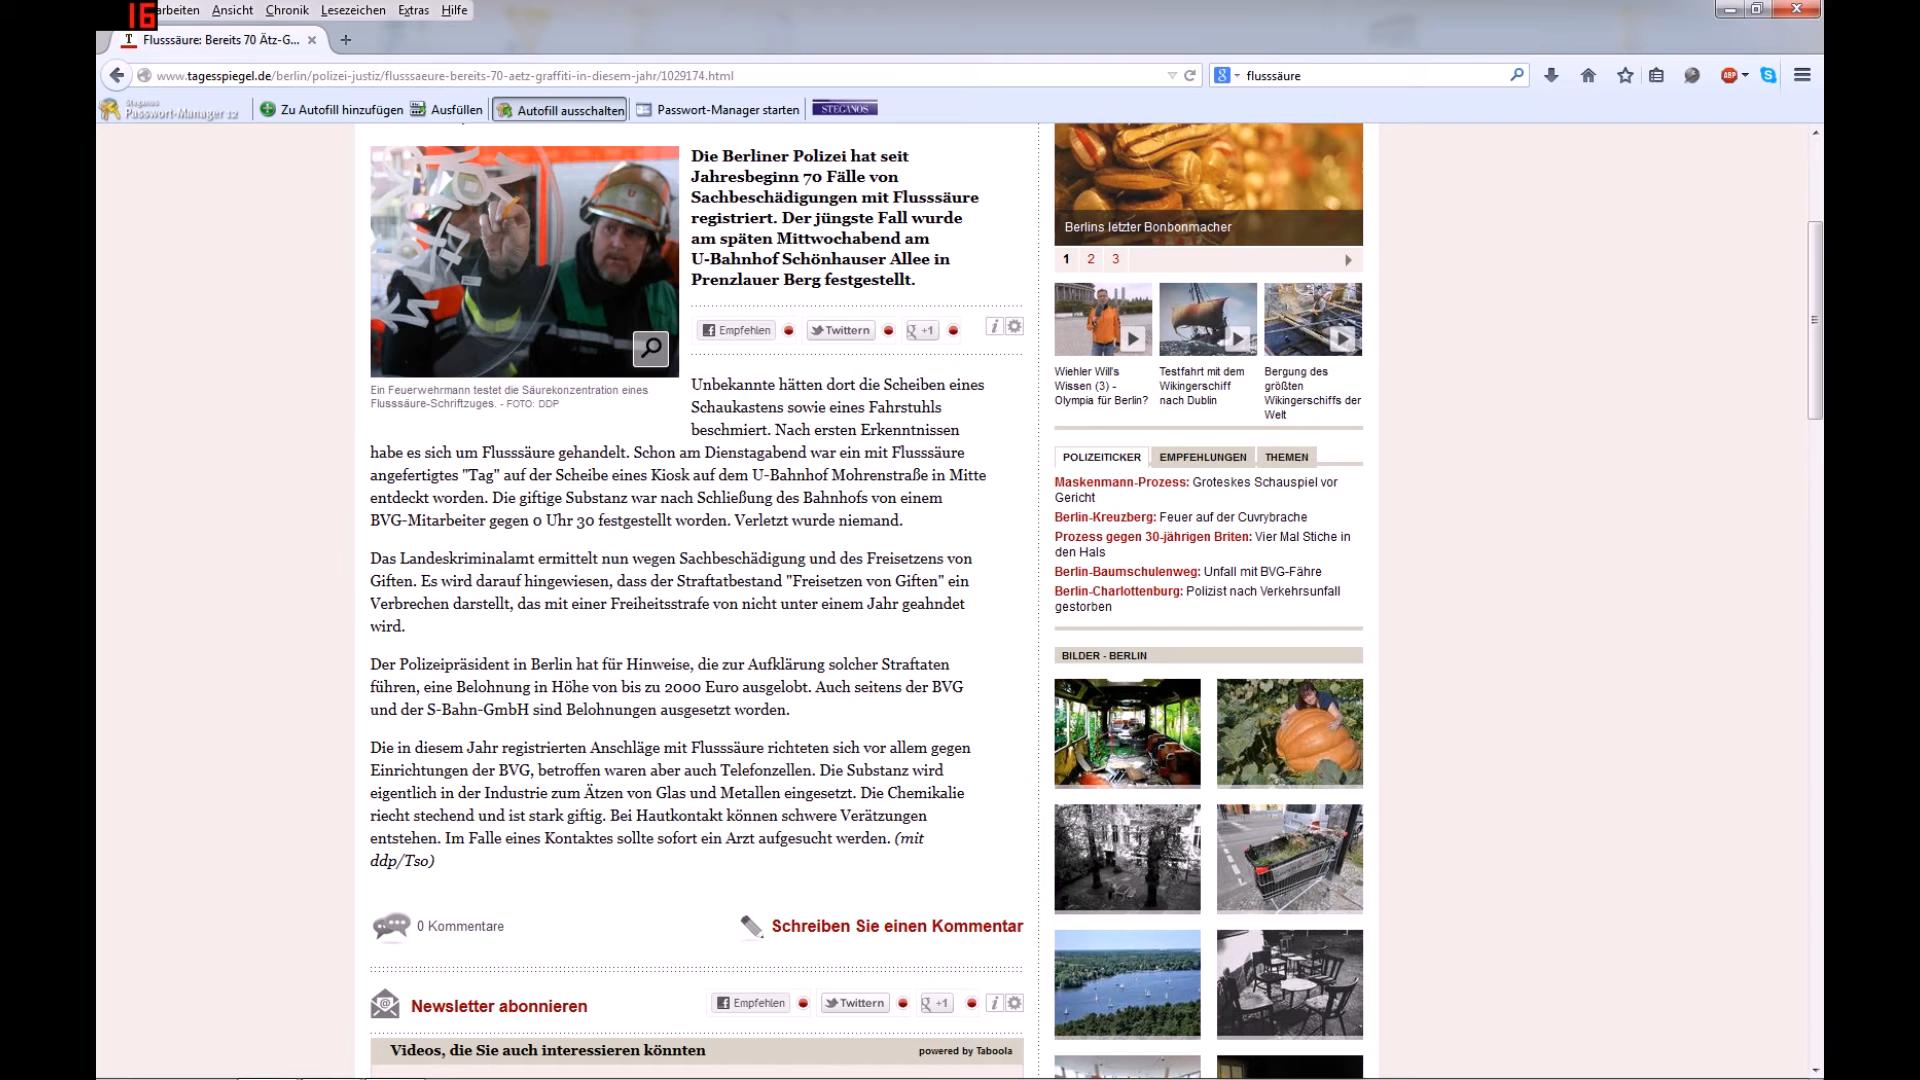 16
arbeiten Ansicht Chronik Lesezeichen Extras Hilfe
T Flusssäure: Bereits 70 Ätz-G... × +
www.tagesspiegel.de/berlin/polizei-justiz/flusssaeure-bereits-70-aetz-graffiti-in-diesem-jahr/1029174.html
flusssäure
ABP
Steganos
Passwort-Manager 12
Zu Autofill hinzufügen Ausfüllen Autofill ausschalten Passwort-Manager starten STEGANOS
Die Berliner Polizei hat seit
Jahresbeginn 70 Fälle von
Sachbeschädigungen mit Flusssäure
registriert. Der jüngste Fall wurde
am späten Mittwochabend am
U-Bahnhof Schönhauser Allee in
Prenzlauer Berg festgestellt.
Empfehlen Twittern +1
Ein Feuerwehrmann testet die Säurekonzentration eines
Flusssäure-Schriftzuges. - FOTO: DDP
Unbekannte hätten dort die Scheiben eines
Schaukastens sowie eines Fahrstuhls
beschmiert. Nach ersten Erkenntnissen
habe es sich um Flusssäure gehandelt. Schon am Dienstagabend war ein mit Flusssäure
angefertigtes "Tag" auf der Scheibe eines Kiosk auf dem U-Bahnhof Mohrenstraße in Mitte
entdeckt worden. Die giftige Substanz war nach Schließung des Bahnhofs von einem
BVG-Mitarbeiter gegen 0 Uhr 30 festgestellt worden. Verletzt wurde niemand.
Das Landeskriminalamt ermittelt nun wegen Sachbeschädigung und des Freisetzens von
Giften. Es wird darauf hingewiesen, dass der Straftatbestand "Freisetzen von Giften" ein
Verbrechen darstellt, das mit einer Freiheitsstrafe von nicht unter einem Jahr geahndet
wird.
Der Polizeipräsident in Berlin hat für Hinweise, die zur Aufklärung solcher Straftaten
führen, eine Belohnung in Höhe von bis zu 2000 Euro ausgelobt. Auch seitens der BVG
und der S-Bahn-GmbH sind Belohnungen ausgesetzt worden.
Die in diesem Jahr registrierten Anschläge mit Flusssäure richteten sich vor allem gegen
Einrichtungen der BVG, betroffen waren aber auch Telefonzellen. Die Substanz wird
eigentlich in der Industrie zum Ätzen von Glas und Metallen eingesetzt. Die Chemikalie
riecht stechend und ist stark giftig. Bei Hautkontakt können schwere Verätzungen
entstehen. Im Falle eines Kontaktes sollte sofort ein Arzt aufgesucht werden. (mit
ddp/Tso)
0 Kommentare Schreiben Sie einen Kommentar
Newsletter abonnieren Empfehlen Twittern +1
Videos, die Sie auch interessieren könnten powered by Taboola
Berlins letzter Bonbonmacher
1 2 3
Wiehler Will's
Wissen (3) -
Olympia für Berlin?
Testfahrt mit dem
Wikingerschiff
nach Dublin
Bergung des
größten
Wikingerschiffs der
Welt
POLIZEITICKER EMPFEHLUNGEN THEMEN
Maskenmann-Prozess: Groteskes Schauspiel vor
Gericht
Berlin-Kreuzberg: Feuer auf der Cuvrybrache
Prozess gegen 30-jährigen Briten: Vier Mal Stiche in
den Hals
Berlin-Baumschulenweg: Unfall mit BVG-Fähre
Berlin-Charlottenburg: Polizist nach Verkehrsunfall
gestorben
BILDER - BERLIN